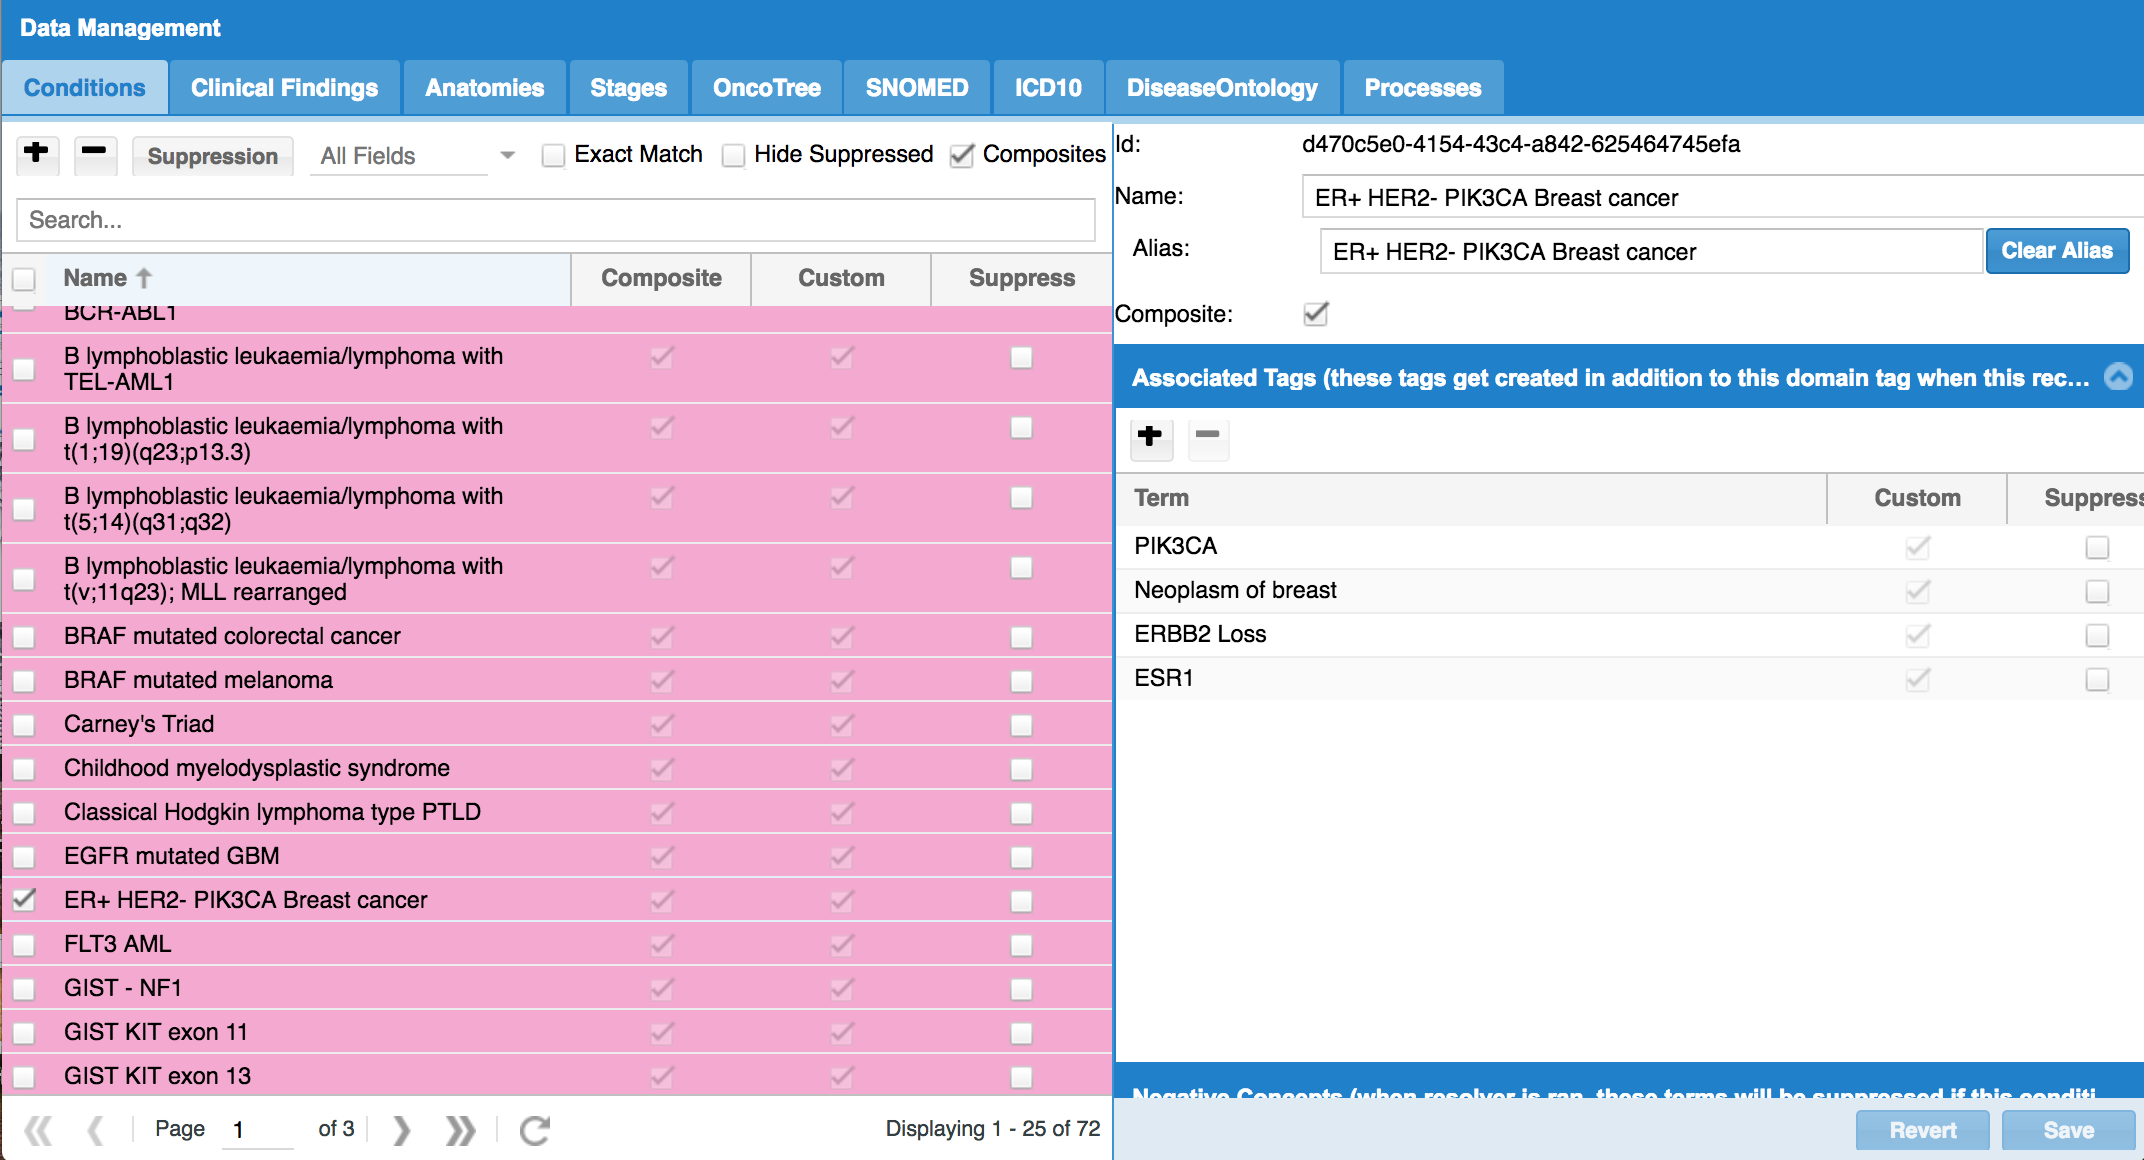 Data Management
Conditions
Clinical Findings
Anatomies
Stages
OncoTree
SNOMED
ICD10
DiseaseOntology
Processes
Suppression
All Fields
Exact Match
Hide Suppressed
Composites
Search...
Name
Composite
Custom
Suppress
BCR-ABL1
B lymphoblastic leukaemia/lymphoma with
TEL-AML1
B lymphoblastic leukaemia/lymphoma with
t(1;19)(q23;p13.3)
B lymphoblastic leukaemia/lymphoma with
t(5;14)(q31;q32)
B lymphoblastic leukaemia/lymphoma with
t(v;11q23); MLL rearranged
BRAF mutated colorectal cancer
BRAF mutated melanoma
Carney's Triad
Childhood myelodysplastic syndrome
Classical Hodgkin lymphoma type PTLD
EGFR mutated GBM
ER+ HER2- PIK3CA Breast cancer
FLT3 AML
GIST - NF1
GIST KIT exon 11
GIST KIT exon 13
Page 1 of 3
Displaying 1 - 25 of 72
Id: d470c5e0-4154-43c4-a842-625464745efa
Name: ER+ HER2- PIK3CA Breast cancer
Alias: ER+ HER2- PIK3CA Breast cancer
Clear Alias
Composite:
Associated Tags (these tags get created in addition to this domain tag when this rec...
Term
Custom
Suppress
PIK3CA
Neoplasm of breast
ERBB2 Loss
ESR1
Negative Concepts (when resolver is ran, these terms will be suppressed if this conditi
Revert
Save